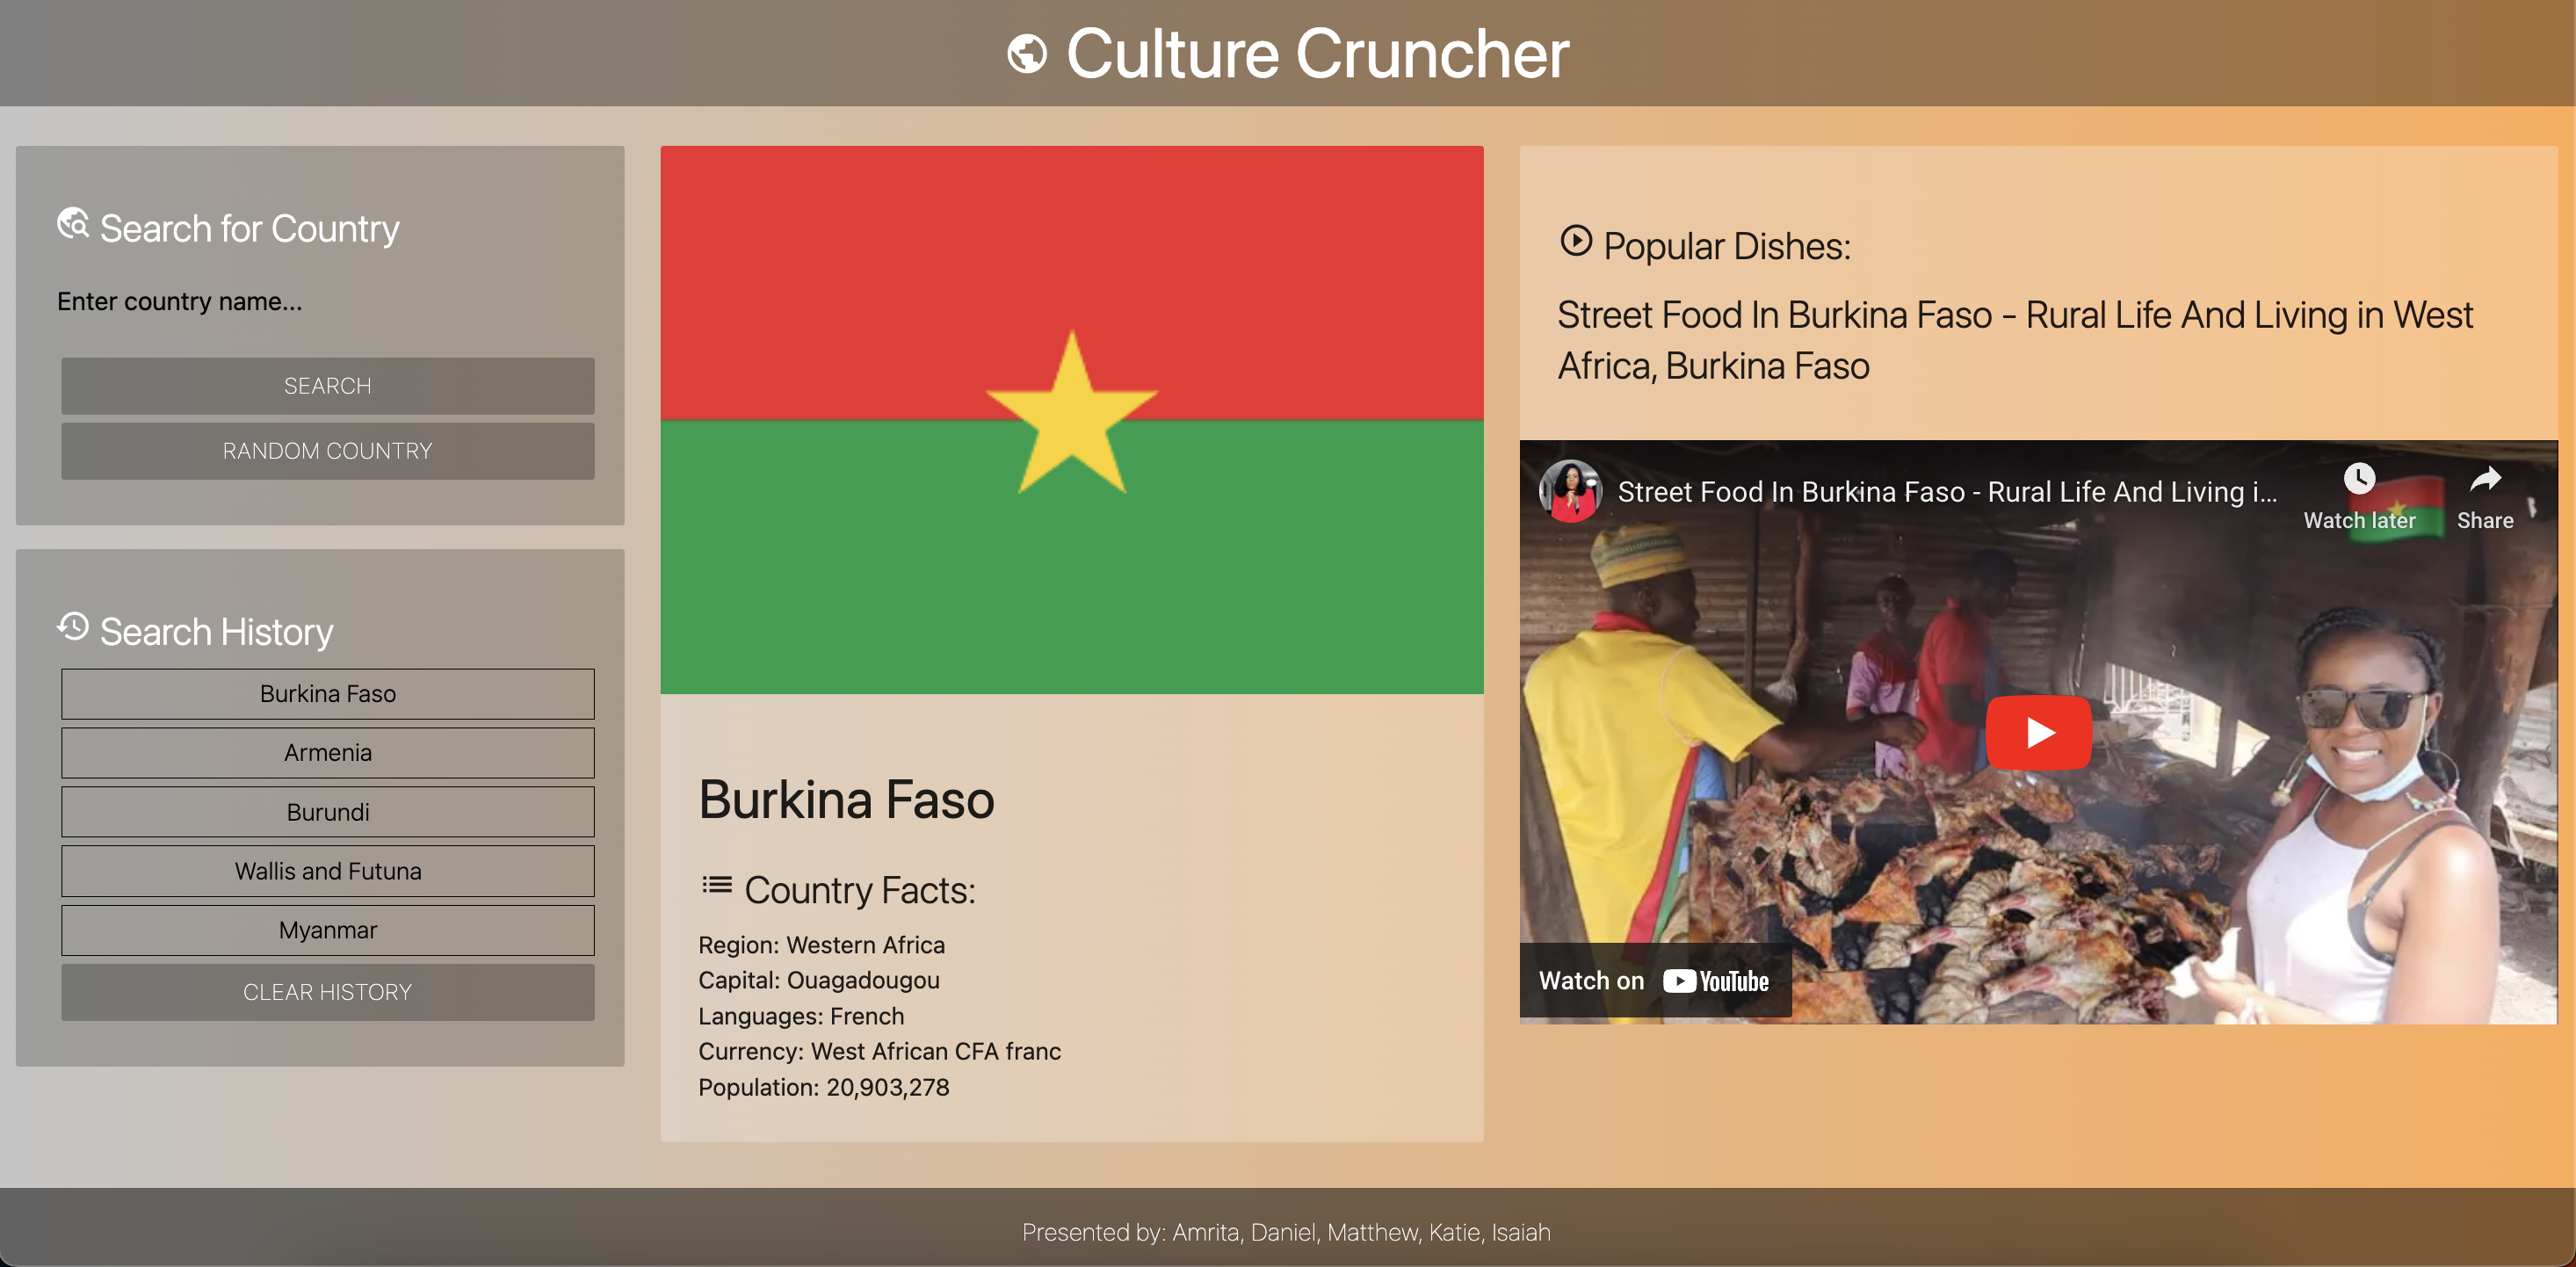 Culture Cruncher
Search for Country
Enter country name...
SEARCH
RANDOM COUNTRY
Search History
Burkina Faso
Armenia
Burundi
Wallis and Futuna
Myanmar
CLEAR HISTORY
Burkina Faso
Country Facts:
Region: Western Africa
Capital: Ouagadougou
Languages: French
Currency: West African CFA franc
Population: 20,903,278
Popular Dishes:
Street Food In Burkina Faso - Rural Life And Living in West
Africa, Burkina Faso
Street Food In Burkina Faso - Rural Life And Living i...
Watch later
Share
Watch on YouTube
Presented by: Amrita, Daniel, Matthew, Katie, Isaiah